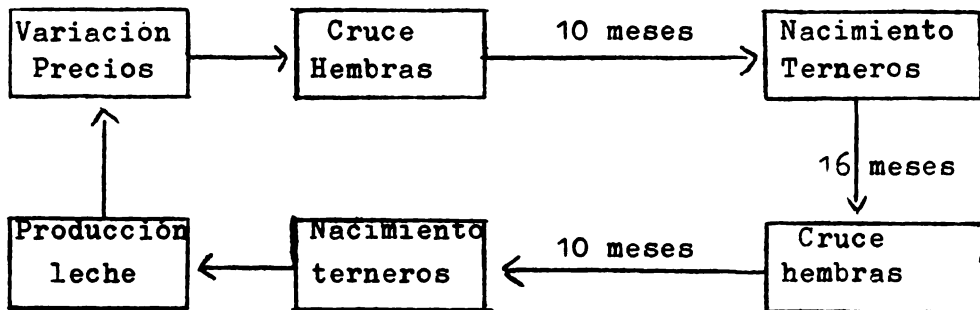 Variación
Precios
Cruce
Hembras
10 meses
Nacimiento
Terneros
16 meses
Producción
leche
Nacimiento
terneros
10 meses
Cruce
hembras